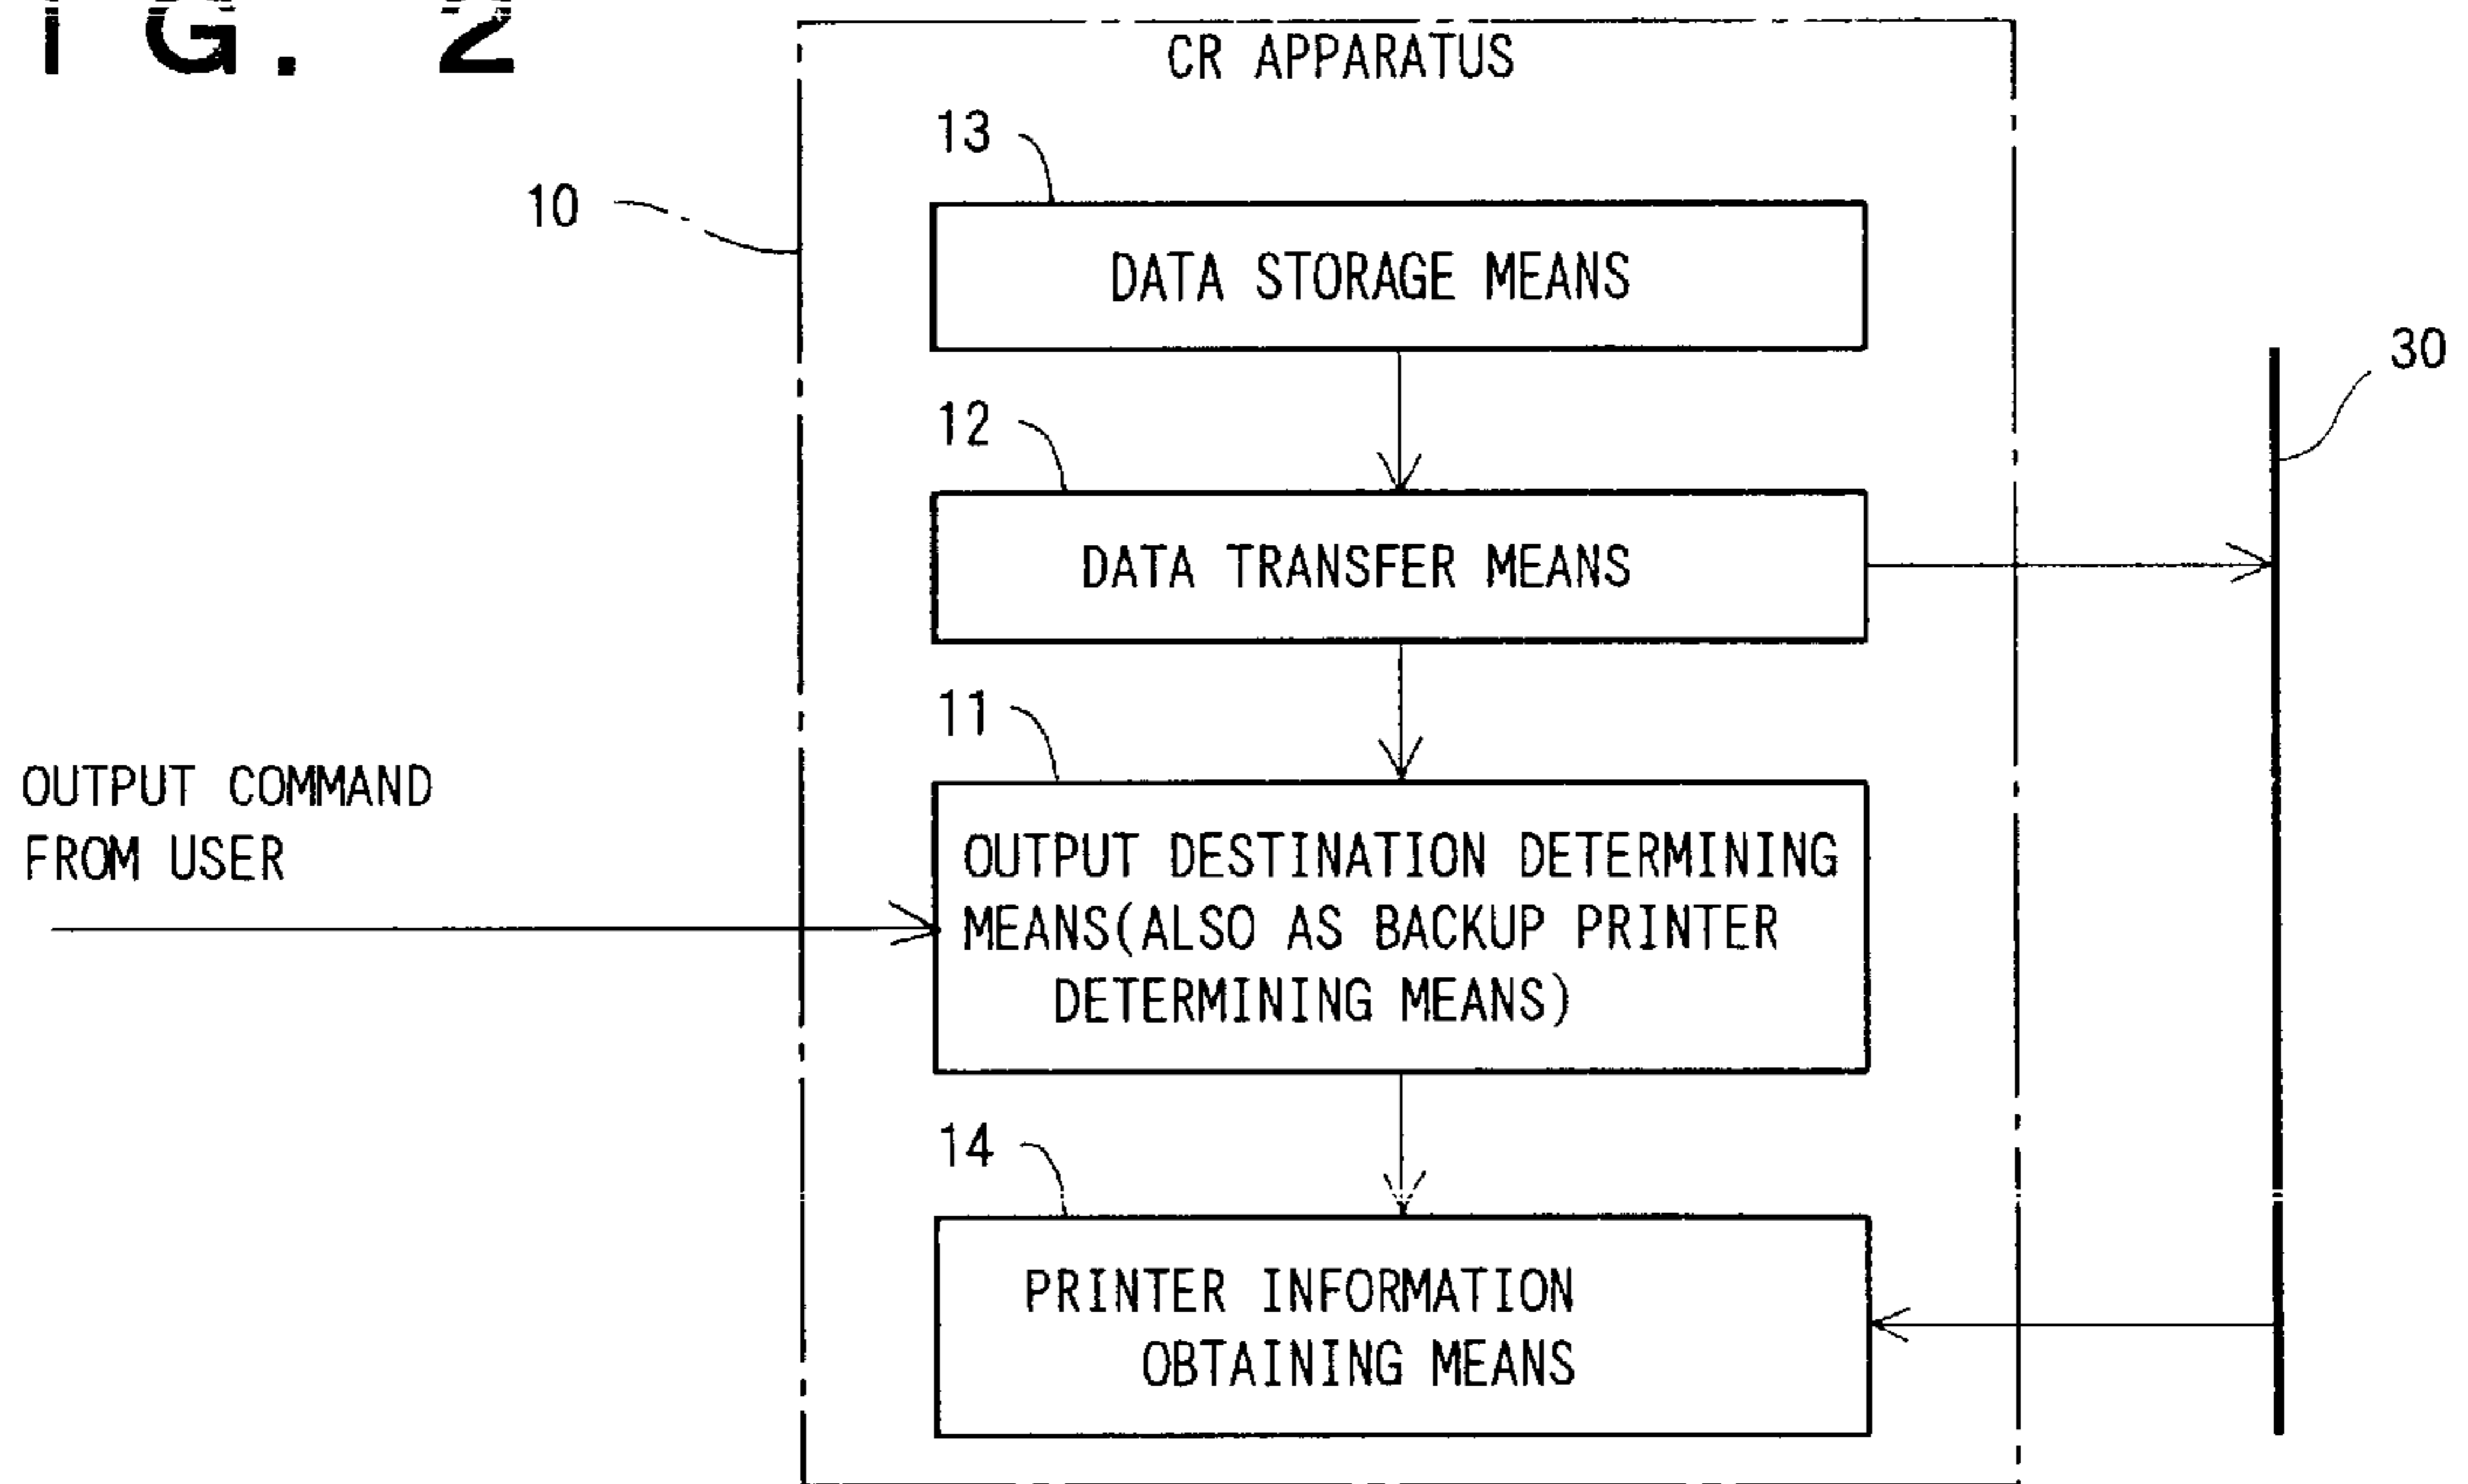 FIG. 2
CR APPARATUS
13
10
DATA STORAGE MEANS
30
12
DATA TRANSFER MEANS
11
OUTPUT COMMAND
FROM USER
OUTPUT DESTINATION DETERMINING
MEANS(ALSO AS BACKUP PRINTER
DETERMINING MEANS)
14
PRINTER INFORMATION
OBTAINING MEANS